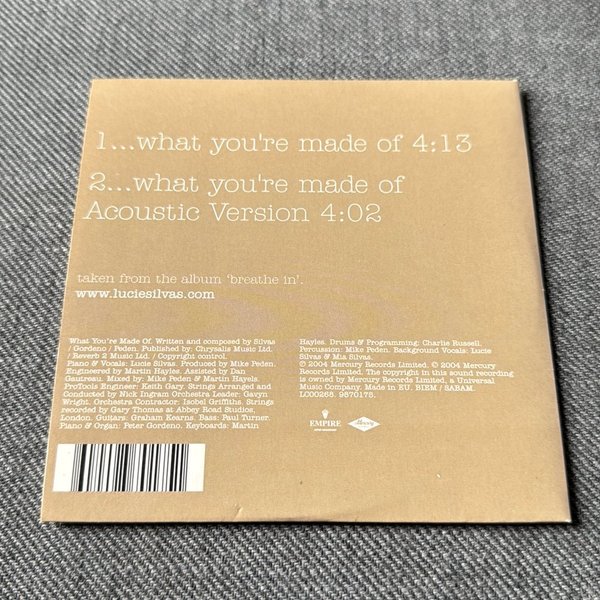 1...what you're made of 4:13
2...what you're made of
Acoustic Version 4:02
taken from the album 'breathe in'.
www.luciesilvas.com
What You're Made Of. Written and composed by Silvas
/ Gordeno / Peden. Published by: Chrysalis Music Ltd.
/ Reverb 2 Music Ltd. / Copyright control.
Piano & Vocals: Lucie Silvas. Produced by Mike Peden.
Engineered by Martin Hayles. Assisted by Dan
Gautreau. Mixed by: Mike Peden & Martin Hayels.
ProTools Engineer: Keith Gary. Strings Arranged and
Conducted by Nick Ingram Orchestra Leader: Gavyn
Wright, Orchestra Contractor: Isobel Griffiths. Strings
recorded by Gary Thomas at Abbey Road Studios,
London. Guitars: Graham Kearns. Bass: Paul Turner.
Piano & Organ: Peter Gordeno. Keyboards: Martin
Hayles. Drums & Programming: Charlie Russell.
Percussion: Mike Peden. Background Vocals: Lucie
Silvas & Mia Silvas.
℗ 2004 Mercury Records Limited. © 2004 Mercury
Records Limited. The copyright in this sound recording
is owned by Mercury Records Limited, a Universal
Music Company. Made in EU. BIEM / SABAM.
LC00268. 9870175.
EMPIRE
Mercury